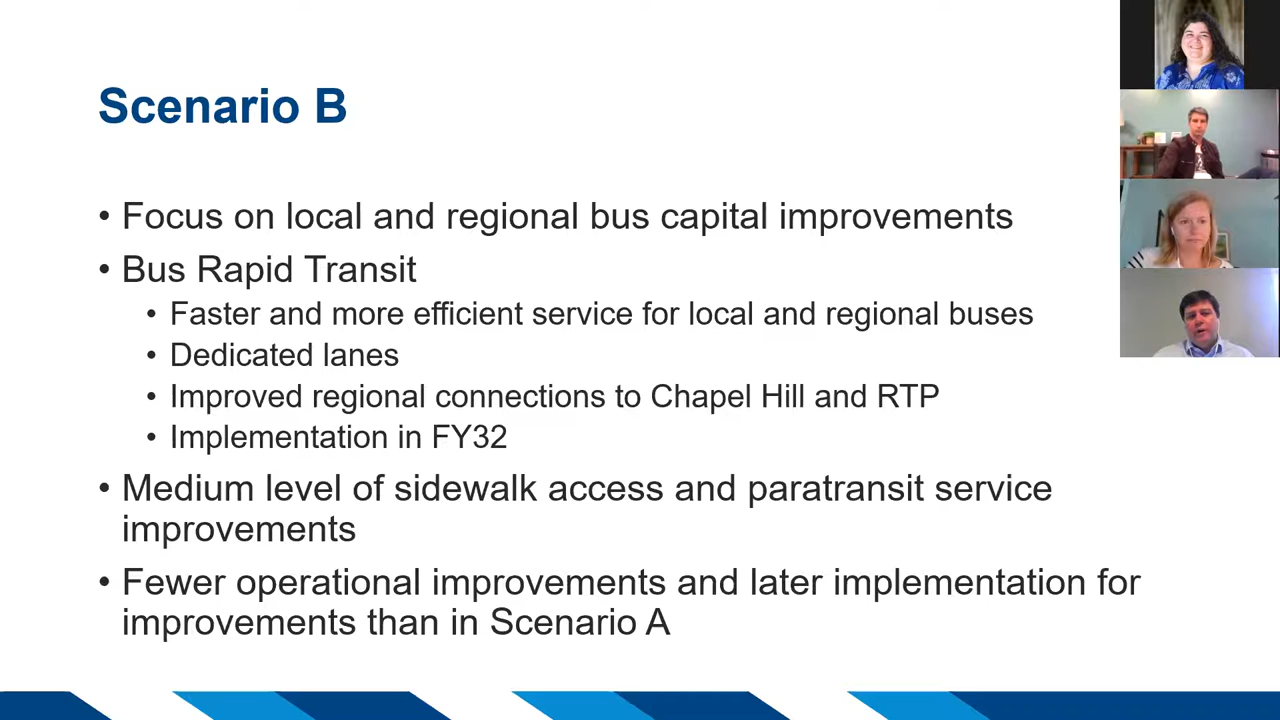 Scenario B
• Focus on local and regional bus capital improvements
• Bus Rapid Transit
• Faster and more efficient service for local and regional buses
• Dedicated lanes
• Improved regional connections to Chapel Hill and RTP
• Implementation in FY32
• Medium level of sidewalk access and paratransit service
improvements
• Fewer operational improvements and later implementation for
improvements than in Scenario A